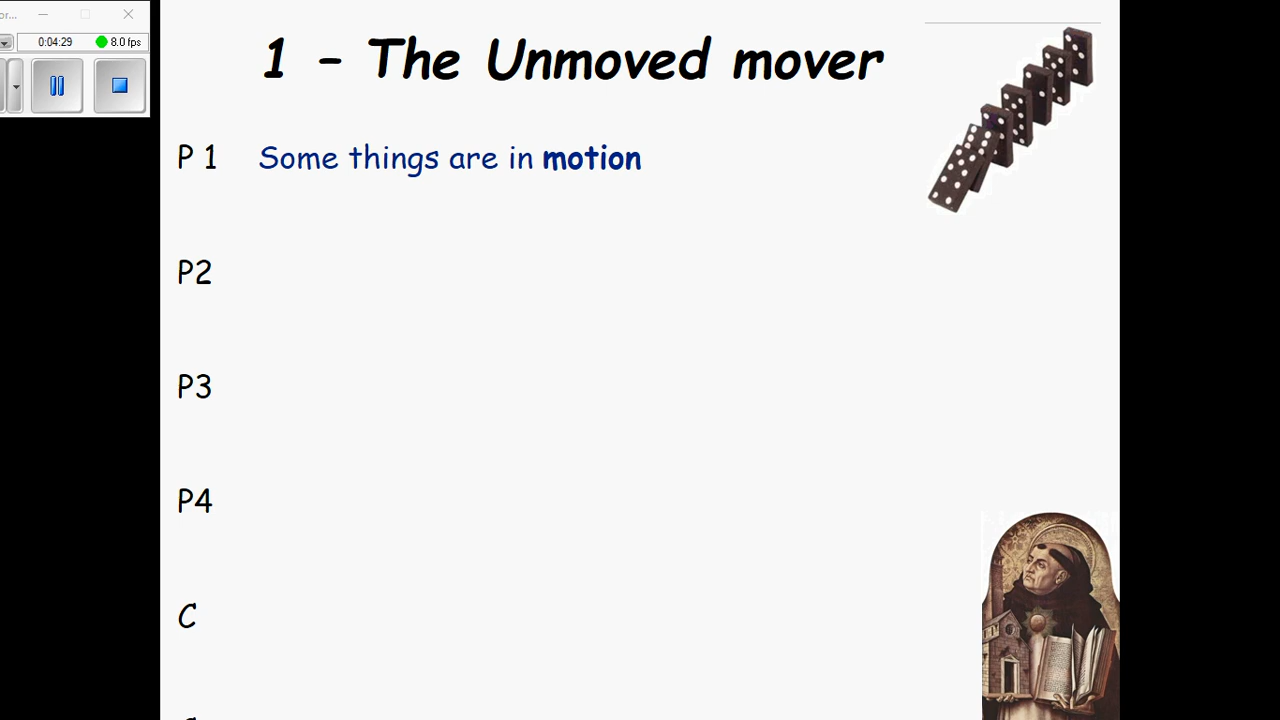 or...
0:04:29 8.0 fps
1 – The Unmoved mover
P 1 Some things are in motion
P2
P3
P4
C